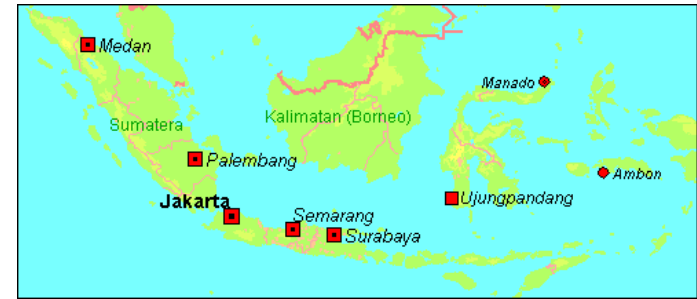 Medan
Manado
Kalimatan (Borneo)
Sumatera
Palembang
Ambon
Jakarta
Ujungpandang
Semarang
Surabaya